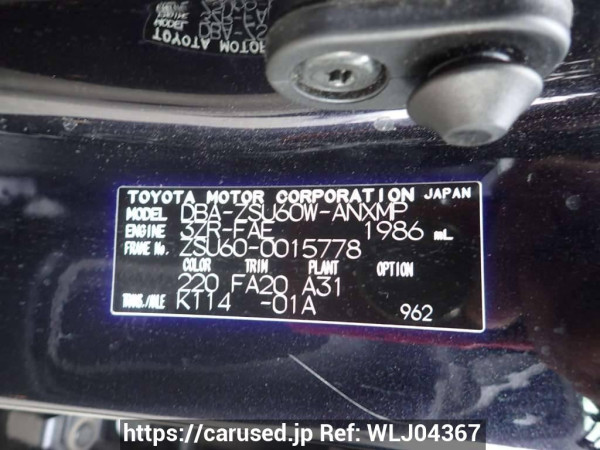 TOYOTA MOTOR CORPORATION JAPAN
MODEL DBA-ZSU60W-ANXMP
ENGINE 3ZR-FAE 1986 mL
FRAME No. ZSU60-0015778
COLOR TRIM PLANT OPTION
220 FA20 A31
TRANS./AXLE K114 -01A
962
https://carused.jp Ref: WLJ04367